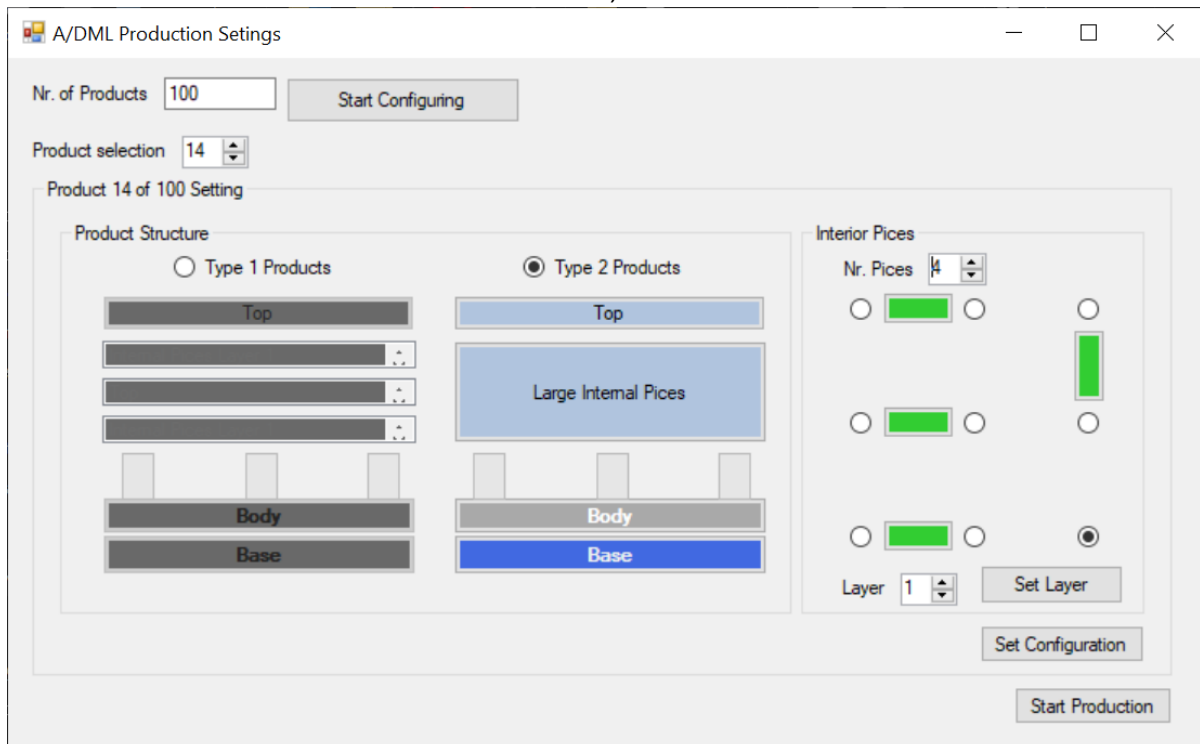 A/DML Production Setings
Nr. of Products 100 Start Configuring
Product selection 14
Product 14 of 100 Setting
Product Structure
Type 1 Products Type 2 Products
Top Top
Large Internal Pices
Body Body
Base Base
Interior Pices
Nr. Pices 4
Layer 1 Set Layer
Set Configuration
Start Production